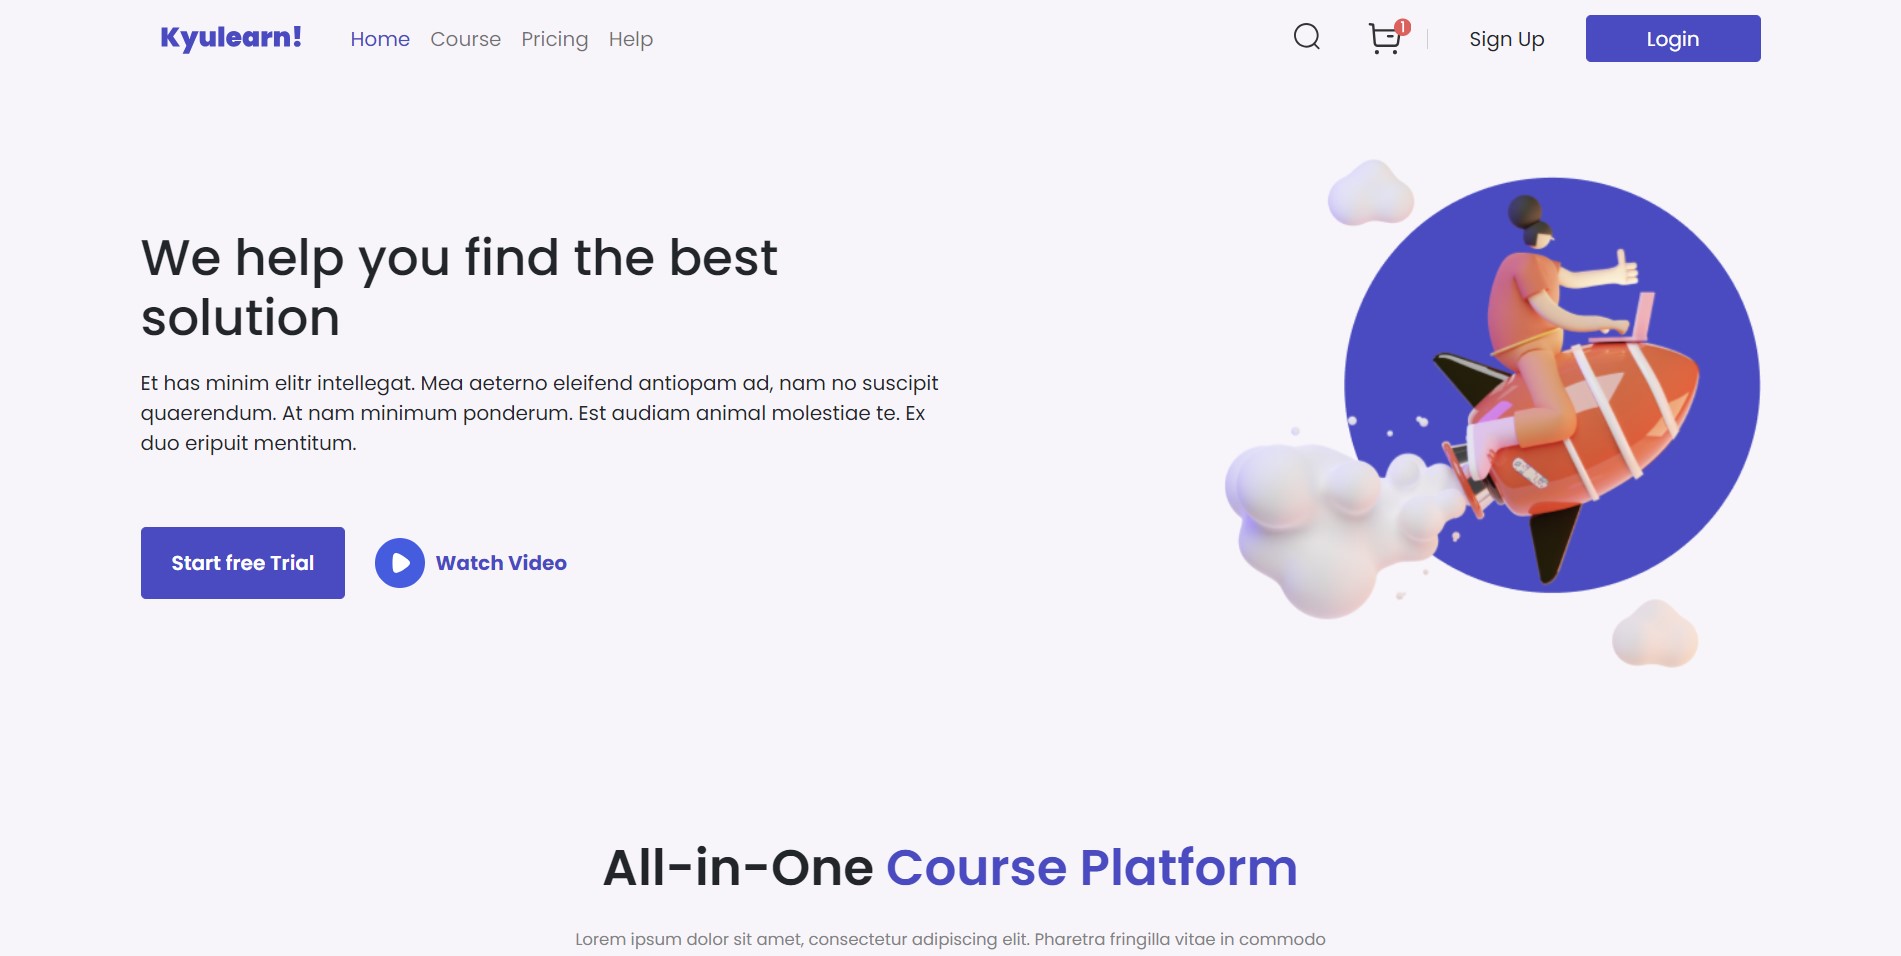 Kyulearn!
Home Course Pricing Help
1
Sign Up
Login
We help you find the best
solution
Et has minim elitr intellegat. Mea aeterno eleifend antiopam ad, nam no suscipit
quaerendum. At nam minimum ponderum. Est audiam animal molestiae te. Ex
duo eripuit mentitum.
Start free Trial
Watch Video
All-in-One Course Platform
Lorem ipsum dolor sit amet, consectetur adipiscing elit. Pharetra fringilla vitae in commodo